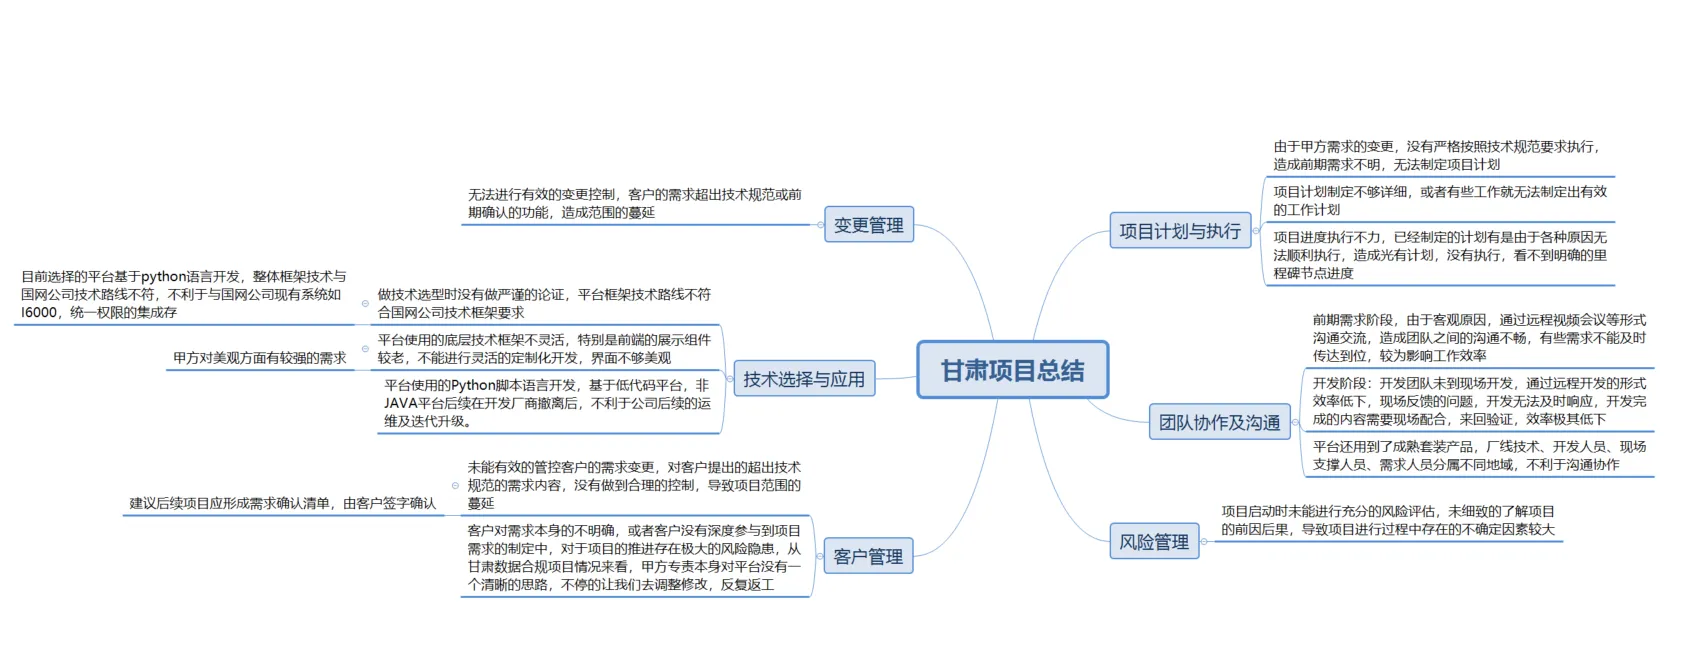 甘肃项目总结
项目计划与执行
由于甲方需求的变更，没有严格按照技术规范要求执行，
造成前期需求不明，无法制定项目计划
项目计划制定不够详细，或者有些工作就无法制定出有效
的工作计划
项目进度执行不力，已经制定的计划有是由于各种原因无
法顺利执行，造成光有计划，没有执行，看不到明确的里
程碑节点进度
团队协作及沟通
前期需求阶段，由于客观原因，通过远程视频会议等形式
沟通交流，造成团队之间的沟通不畅，有些需求不能及时
传达到位，较为影响工作效率
开发阶段：开发团队未到现场开发，通过远程开发的形式
效率低下，现场反馈的问题，开发无法及时响应，开发完
成的内容需要现场配合，来回验证，效率极其低下
平台还用到了成熟套装产品，厂线技术、开发人员、现场
支撑人员、需求人员分属不同地域，不利于沟通协作
风险管理
项目启动时未能进行充分的风险评估，未细致的了解项目
的前因后果，导致项目进行过程中存在的不确定因素较大
变更管理
无法进行有效的变更控制，客户的需求超出技术规范或前
期确认的功能，造成范围的蔓延
技术选择与应用
做技术选型时没有做严谨的论证，平台框架技术路线不符
合国网公司技术框架要求
目前选择的平台基于python语言开发，整体框架技术与
国网公司技术路线不符，不利于与国网公司现有系统如
I6000，统一权限的集成存
平台使用的底层技术框架不灵活，特别是前端的展示组件
较老，不能进行灵活的定制化开发，界面不够美观
甲方对美观方面有较强的需求
平台使用的Python脚本语言开发，基于低代码平台，非
JAVA平台后续在开发厂商撤离后，不利于公司后续的运
维及迭代升级。
客户管理
未能有效的管控客户的需求变更，对客户提出的超出技术
规范的需求内容，没有做到合理的控制，导致项目范围的
蔓延
建议后续项目应形成需求确认清单，由客户签字确认
客户对需求本身的不明确，或者客户没有深度参与到项目
需求的制定中，对于项目的推进存在极大的风险隐患，从
甘肃数据合规项目情况来看，甲方专责本身对平台没有一
个清晰的思路，不停的让我们去调整修改，反复返工